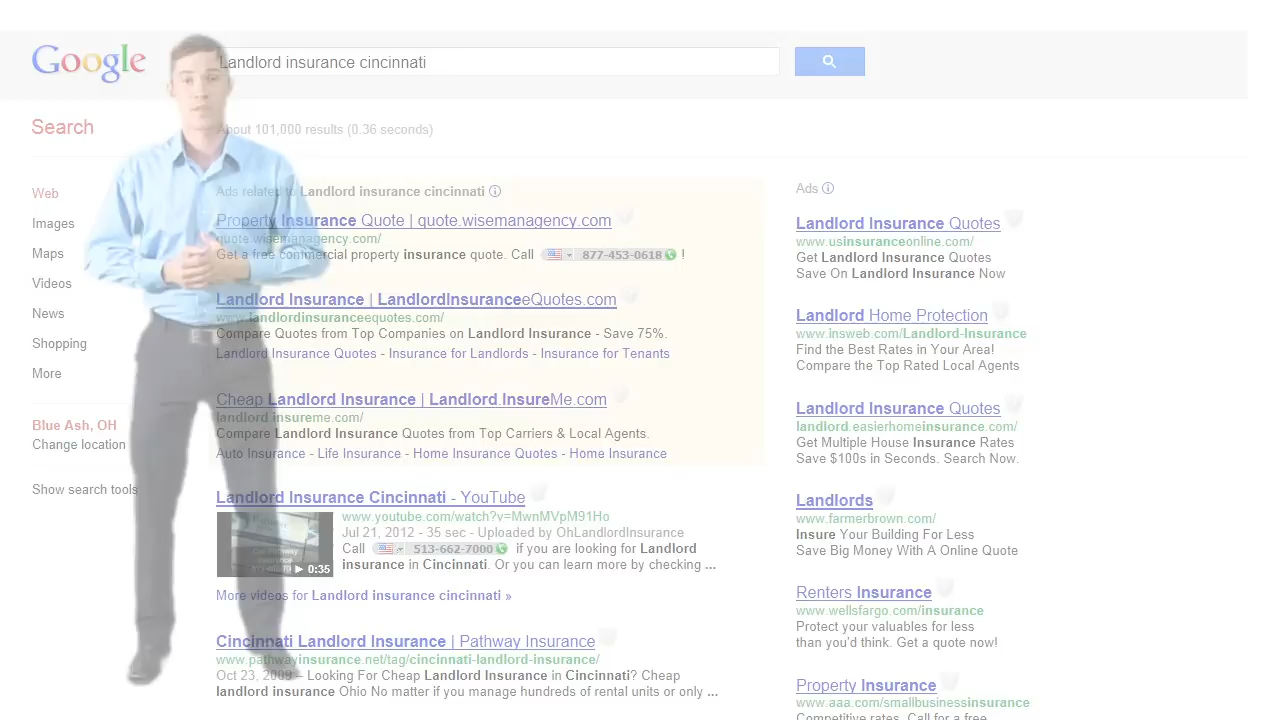 Google
Landlord insurance cincinnati
Search
About 101,000 results (0.36 seconds)
Web
Images
Maps
Videos
News
Shopping
More
Blue Ash, OH
Change location
Show search tools
Ads related to Landlord insurance cincinnati
Property Insurance Quote | quote.wisemanagency.com
quote.wisemanagency.com/
Get a free commercial property insurance quote. Call 877-453-0618 !
Landlord Insurance | LandlordInsuranceeQuotes.com
www.landlordinsuranceequotes.com/
Compare Quotes from Top Companies on Landlord Insurance - Save 75%.
Landlord Insurance Quotes - Insurance for Landlords - Insurance for Tenants
Cheap Landlord Insurance | Landlord.InsureMe.com
landlord.insureme.com/
Compare Landlord Insurance Quotes from Top Carriers & Local Agents.
Auto Insurance - Life Insurance - Home Insurance Quotes - Home Insurance
Landlord Insurance Cincinnati - YouTube
www.youtube.com/watch?v=MwnMVpM91Ho
Jul 21, 2012 - 35 sec - Uploaded by OhLandlordInsurance
Call 513-662-7000 if you are looking for Landlord
insurance in Cincinnati. Or you can learn more by checking ...
0:35
More videos for Landlord insurance cincinnati »
Cincinnati Landlord Insurance | Pathway Insurance
www.pathwayinsurance.net/tag/cincinnati-landlord-insurance/
Oct 23, 2009 – Looking For Cheap Landlord Insurance in Cincinnati? Cheap
landlord insurance Ohio No matter if you manage hundreds of rental units or only ...
Ads
Landlord Insurance Quotes
www.usinsuranceonline.com/
Get Landlord Insurance Quotes
Save On Landlord Insurance Now
Landlord Home Protection
www.insweb.com/Landlord-Insurance
Find the Best Rates in Your Area!
Compare the Top Rated Local Agents
Landlord Insurance Quotes
landlord.easierhomeinsurance.com/
Get Multiple House Insurance Rates
Save $100s in Seconds. Search Now.
Landlords
www.farmerbrown.com/
Insure Your Building For Less
Save Big Money With A Online Quote
Renters Insurance
www.wellsfargo.com/insurance
Protect your valuables for less
than you'd think. Get a quote now!
Property Insurance
www.aaa.com/smallbusinessinsurance
Competitive rates. Call for a free